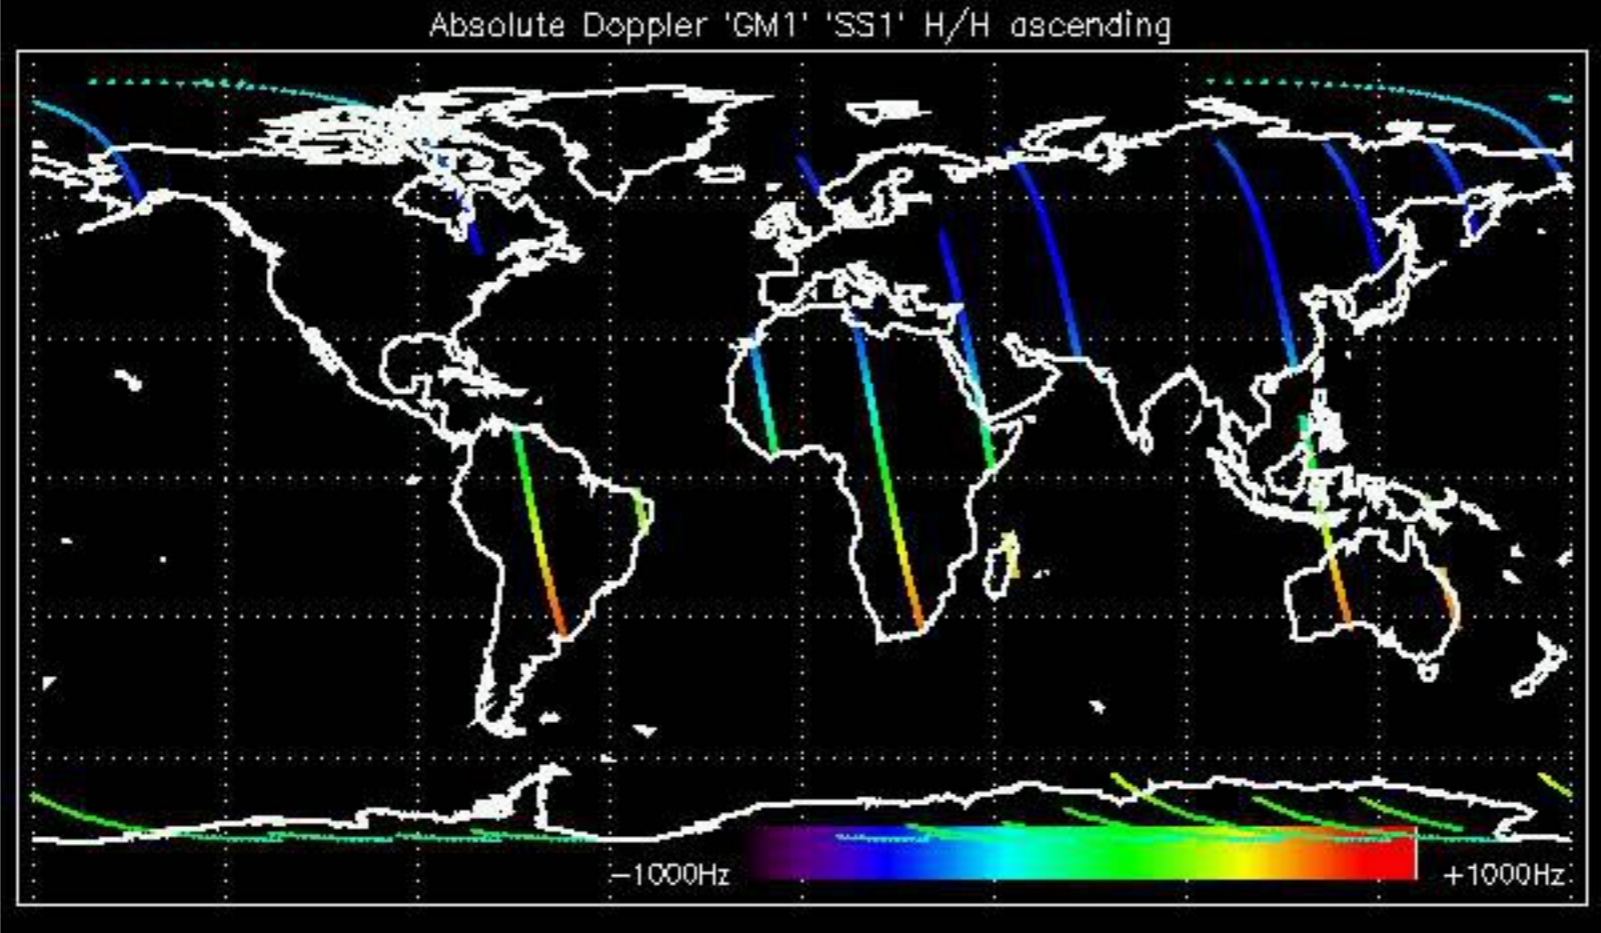 Absolute Doppler 'GM1' 'SS1' H/H ascending
−1000Hz
+1000Hz